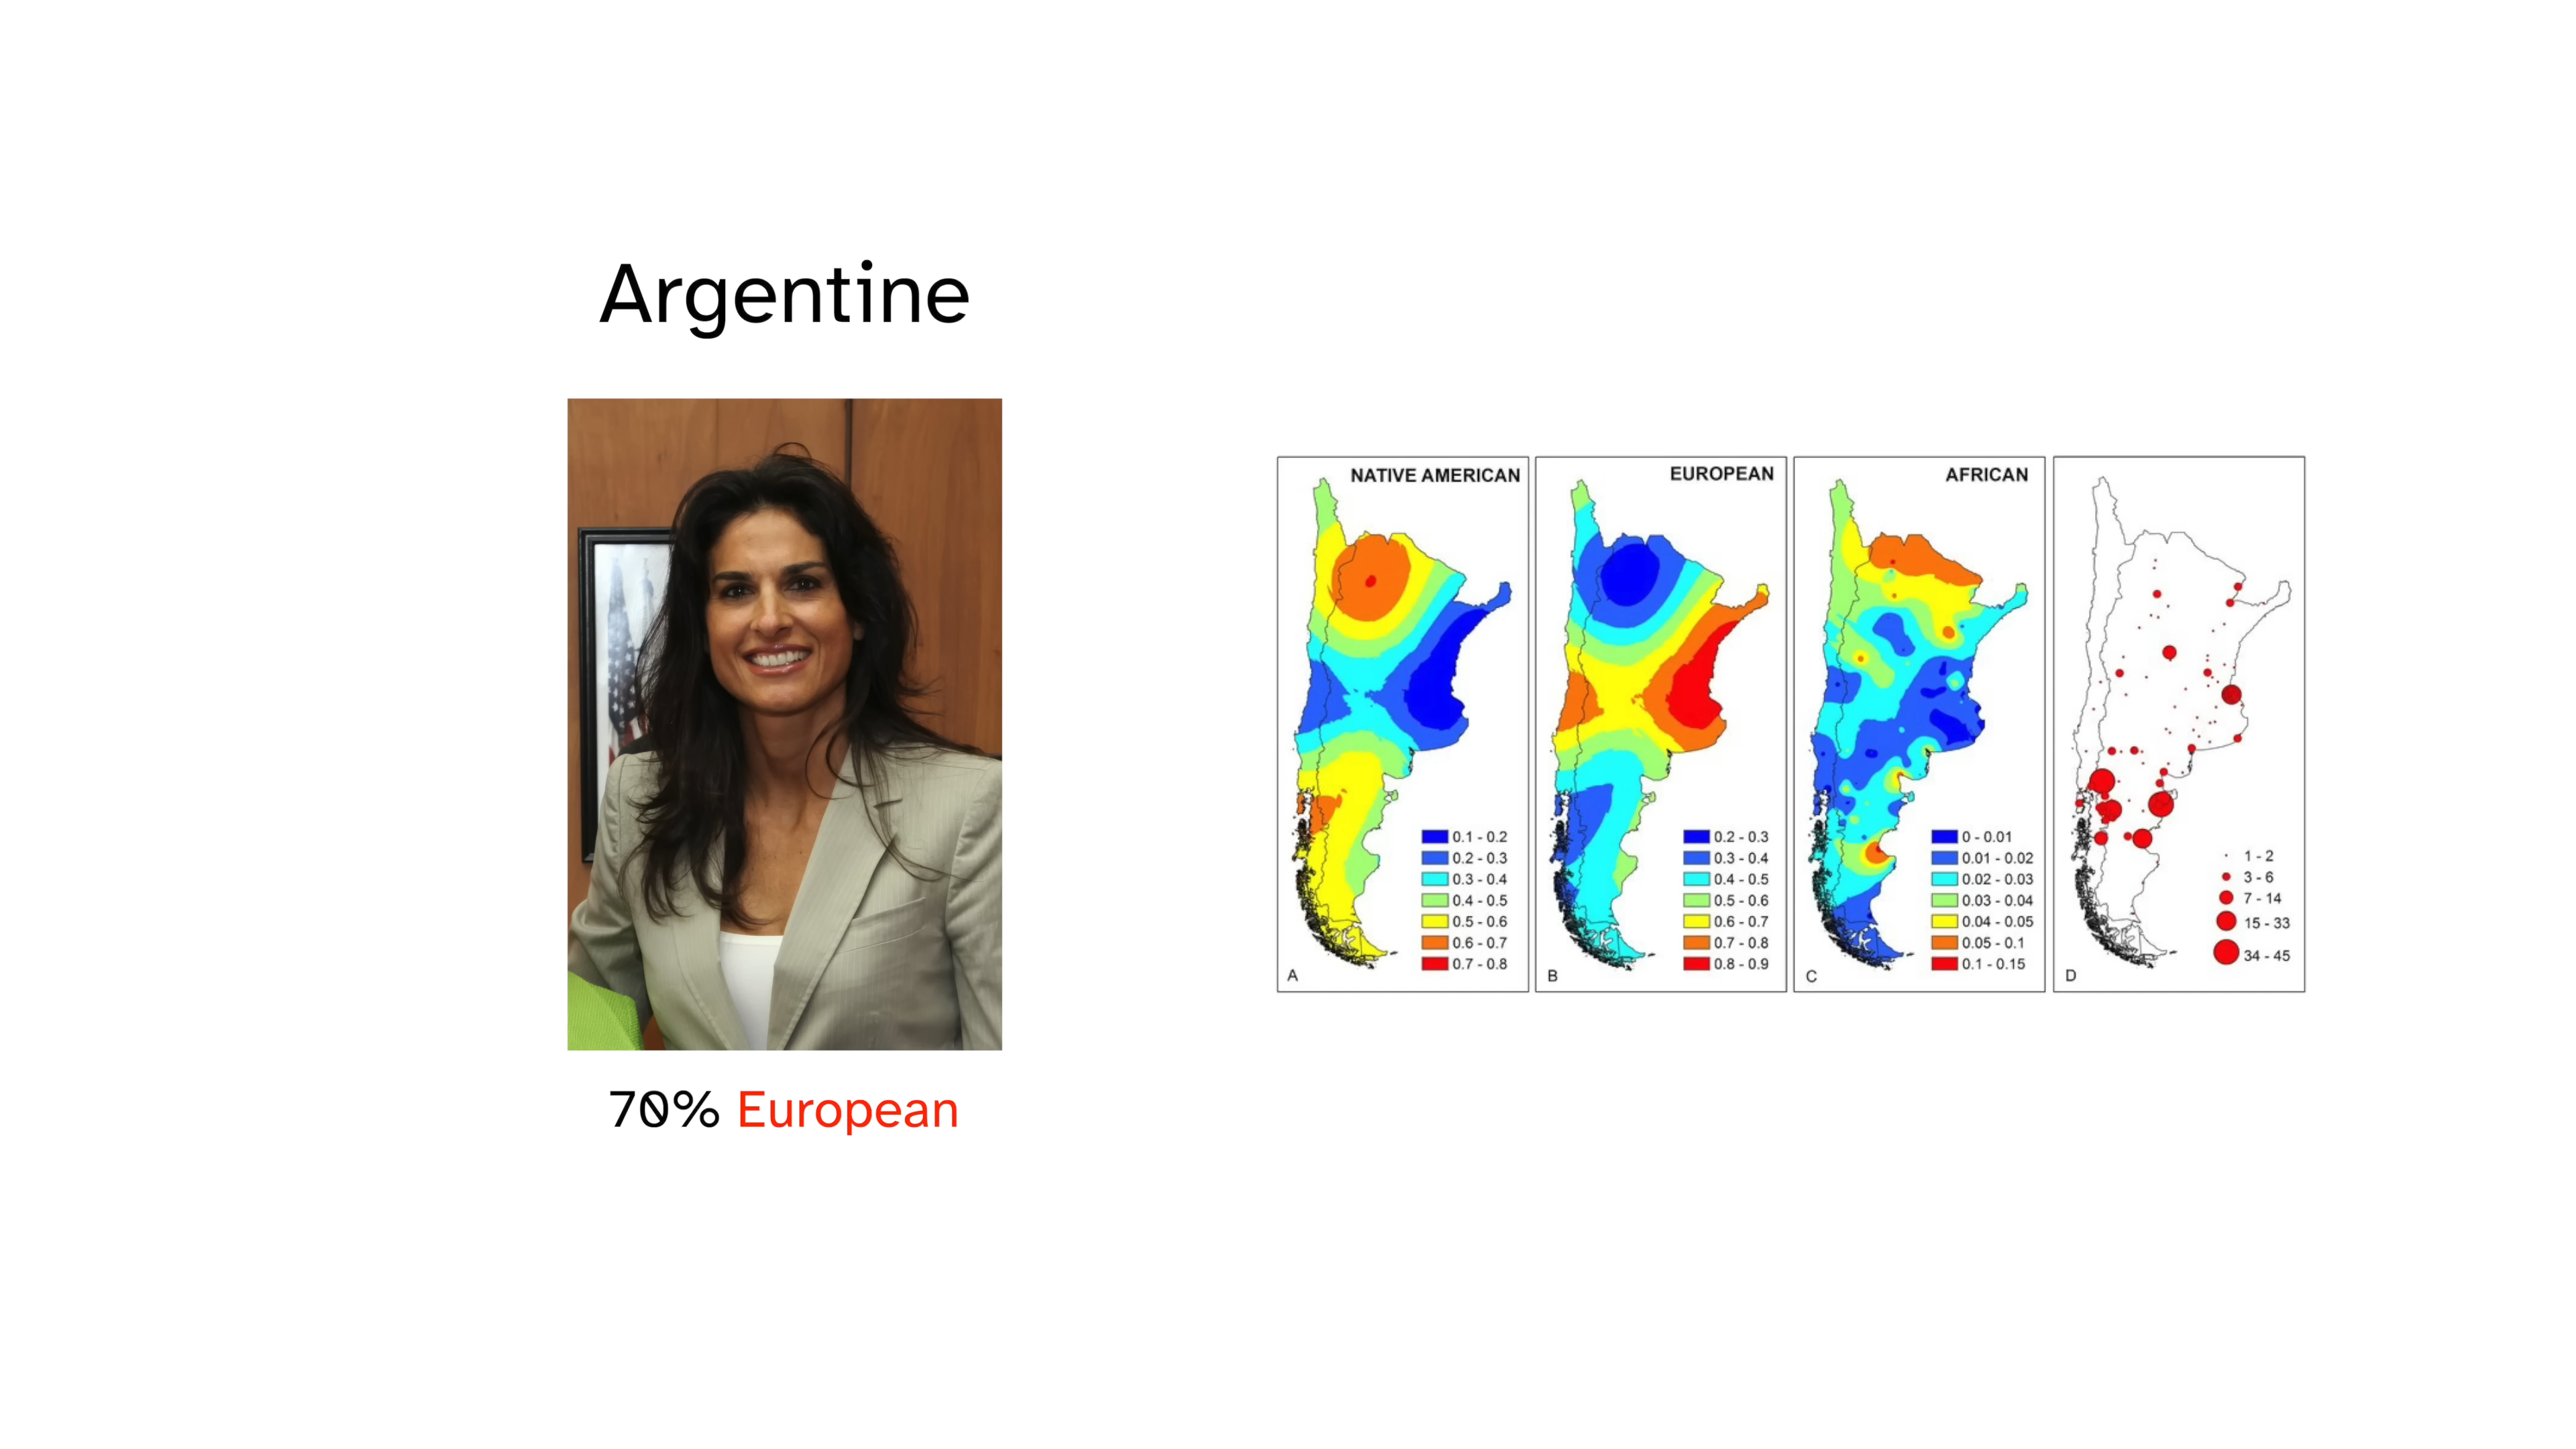 Argentine
70% European
NATIVE AMERICAN
0.1 - 0.2
0.2 - 0.3
0.3 - 0.4
0.4 - 0.5
0.5 - 0.6
0.6 - 0.7
0.7 - 0.8
A
EUROPEAN
0.2 - 0.3
0.3 - 0.4
0.4 - 0.5
0.5 - 0.6
0.6 - 0.7
0.7 - 0.8
0.8 - 0.9
B
AFRICAN
0 - 0.01
0.01 - 0.02
0.02 - 0.03
0.03 - 0.04
0.04 - 0.05
0.05 - 0.1
0.1 - 0.15
C
1 - 2
3 - 6
7 - 14
15 - 33
34 - 45
D